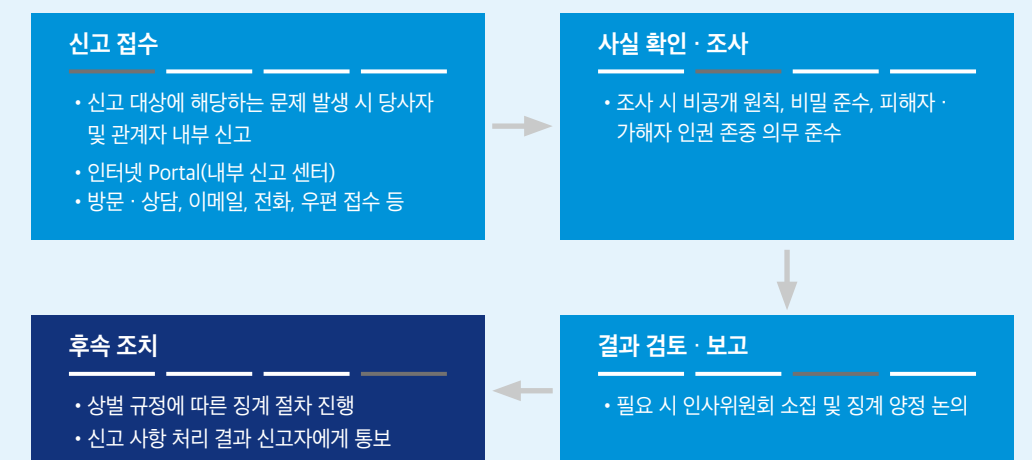 신고 접수
• 신고 대상에 해당하는 문제 발생 시 당사자
및 관계자 내부 신고
• 인터넷 Portal(내부 신고 센터)
• 방문 · 상담, 이메일, 전화, 우편 접수 등
사실 확인 · 조사
• 조사 시 비공개 원칙, 비밀 준수, 피해자 ·
가해자 인권 존중 의무 준수
결과 검토 · 보고
• 필요 시 인사위원회 소집 및 징계 양정 논의
후속 조치
• 상벌 규정에 따른 징계 절차 진행
• 신고 사항 처리 결과 신고자에게 통보